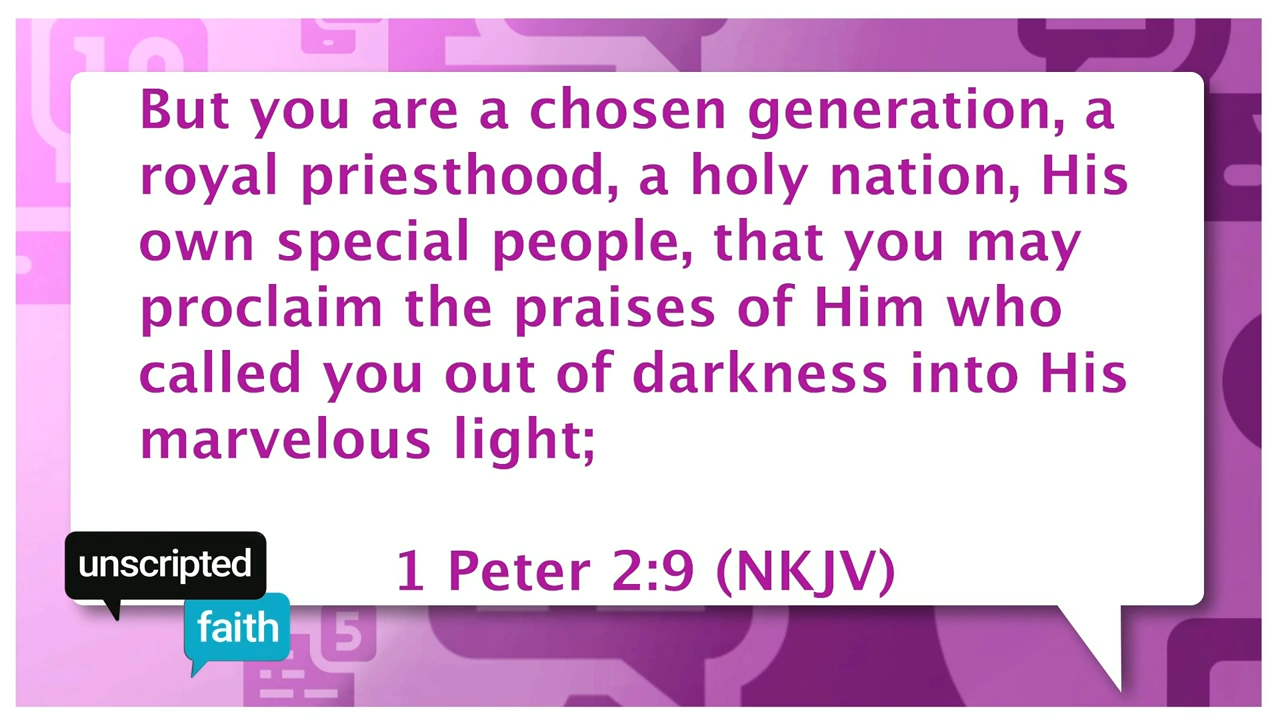 But you are a chosen generation, a
royal priesthood, a holy nation, His
own special people, that you may
proclaim the praises of Him who
called you out of darkness into His
marvelous light;
1 Peter 2:9 (NKJV)
unscripted
faith
10
5